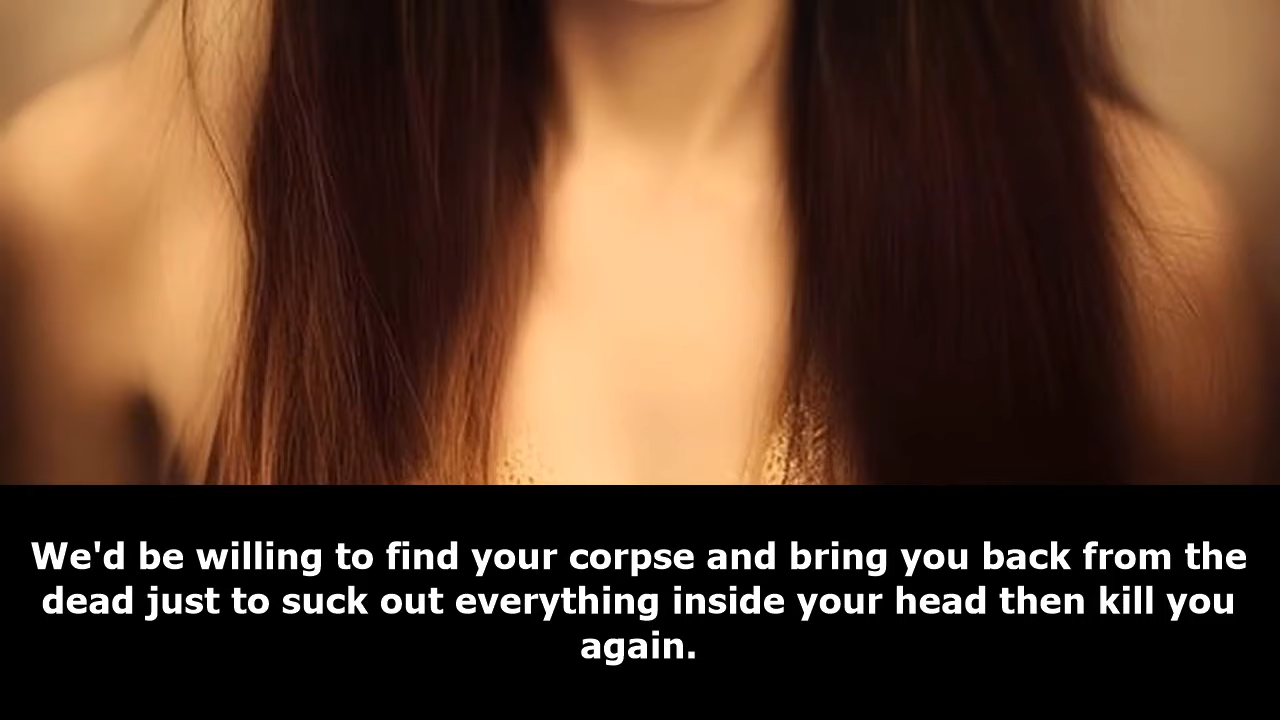 We'd be willing to find your corpse and bring you back from the
dead just to suck out everything inside your head then kill you
again.